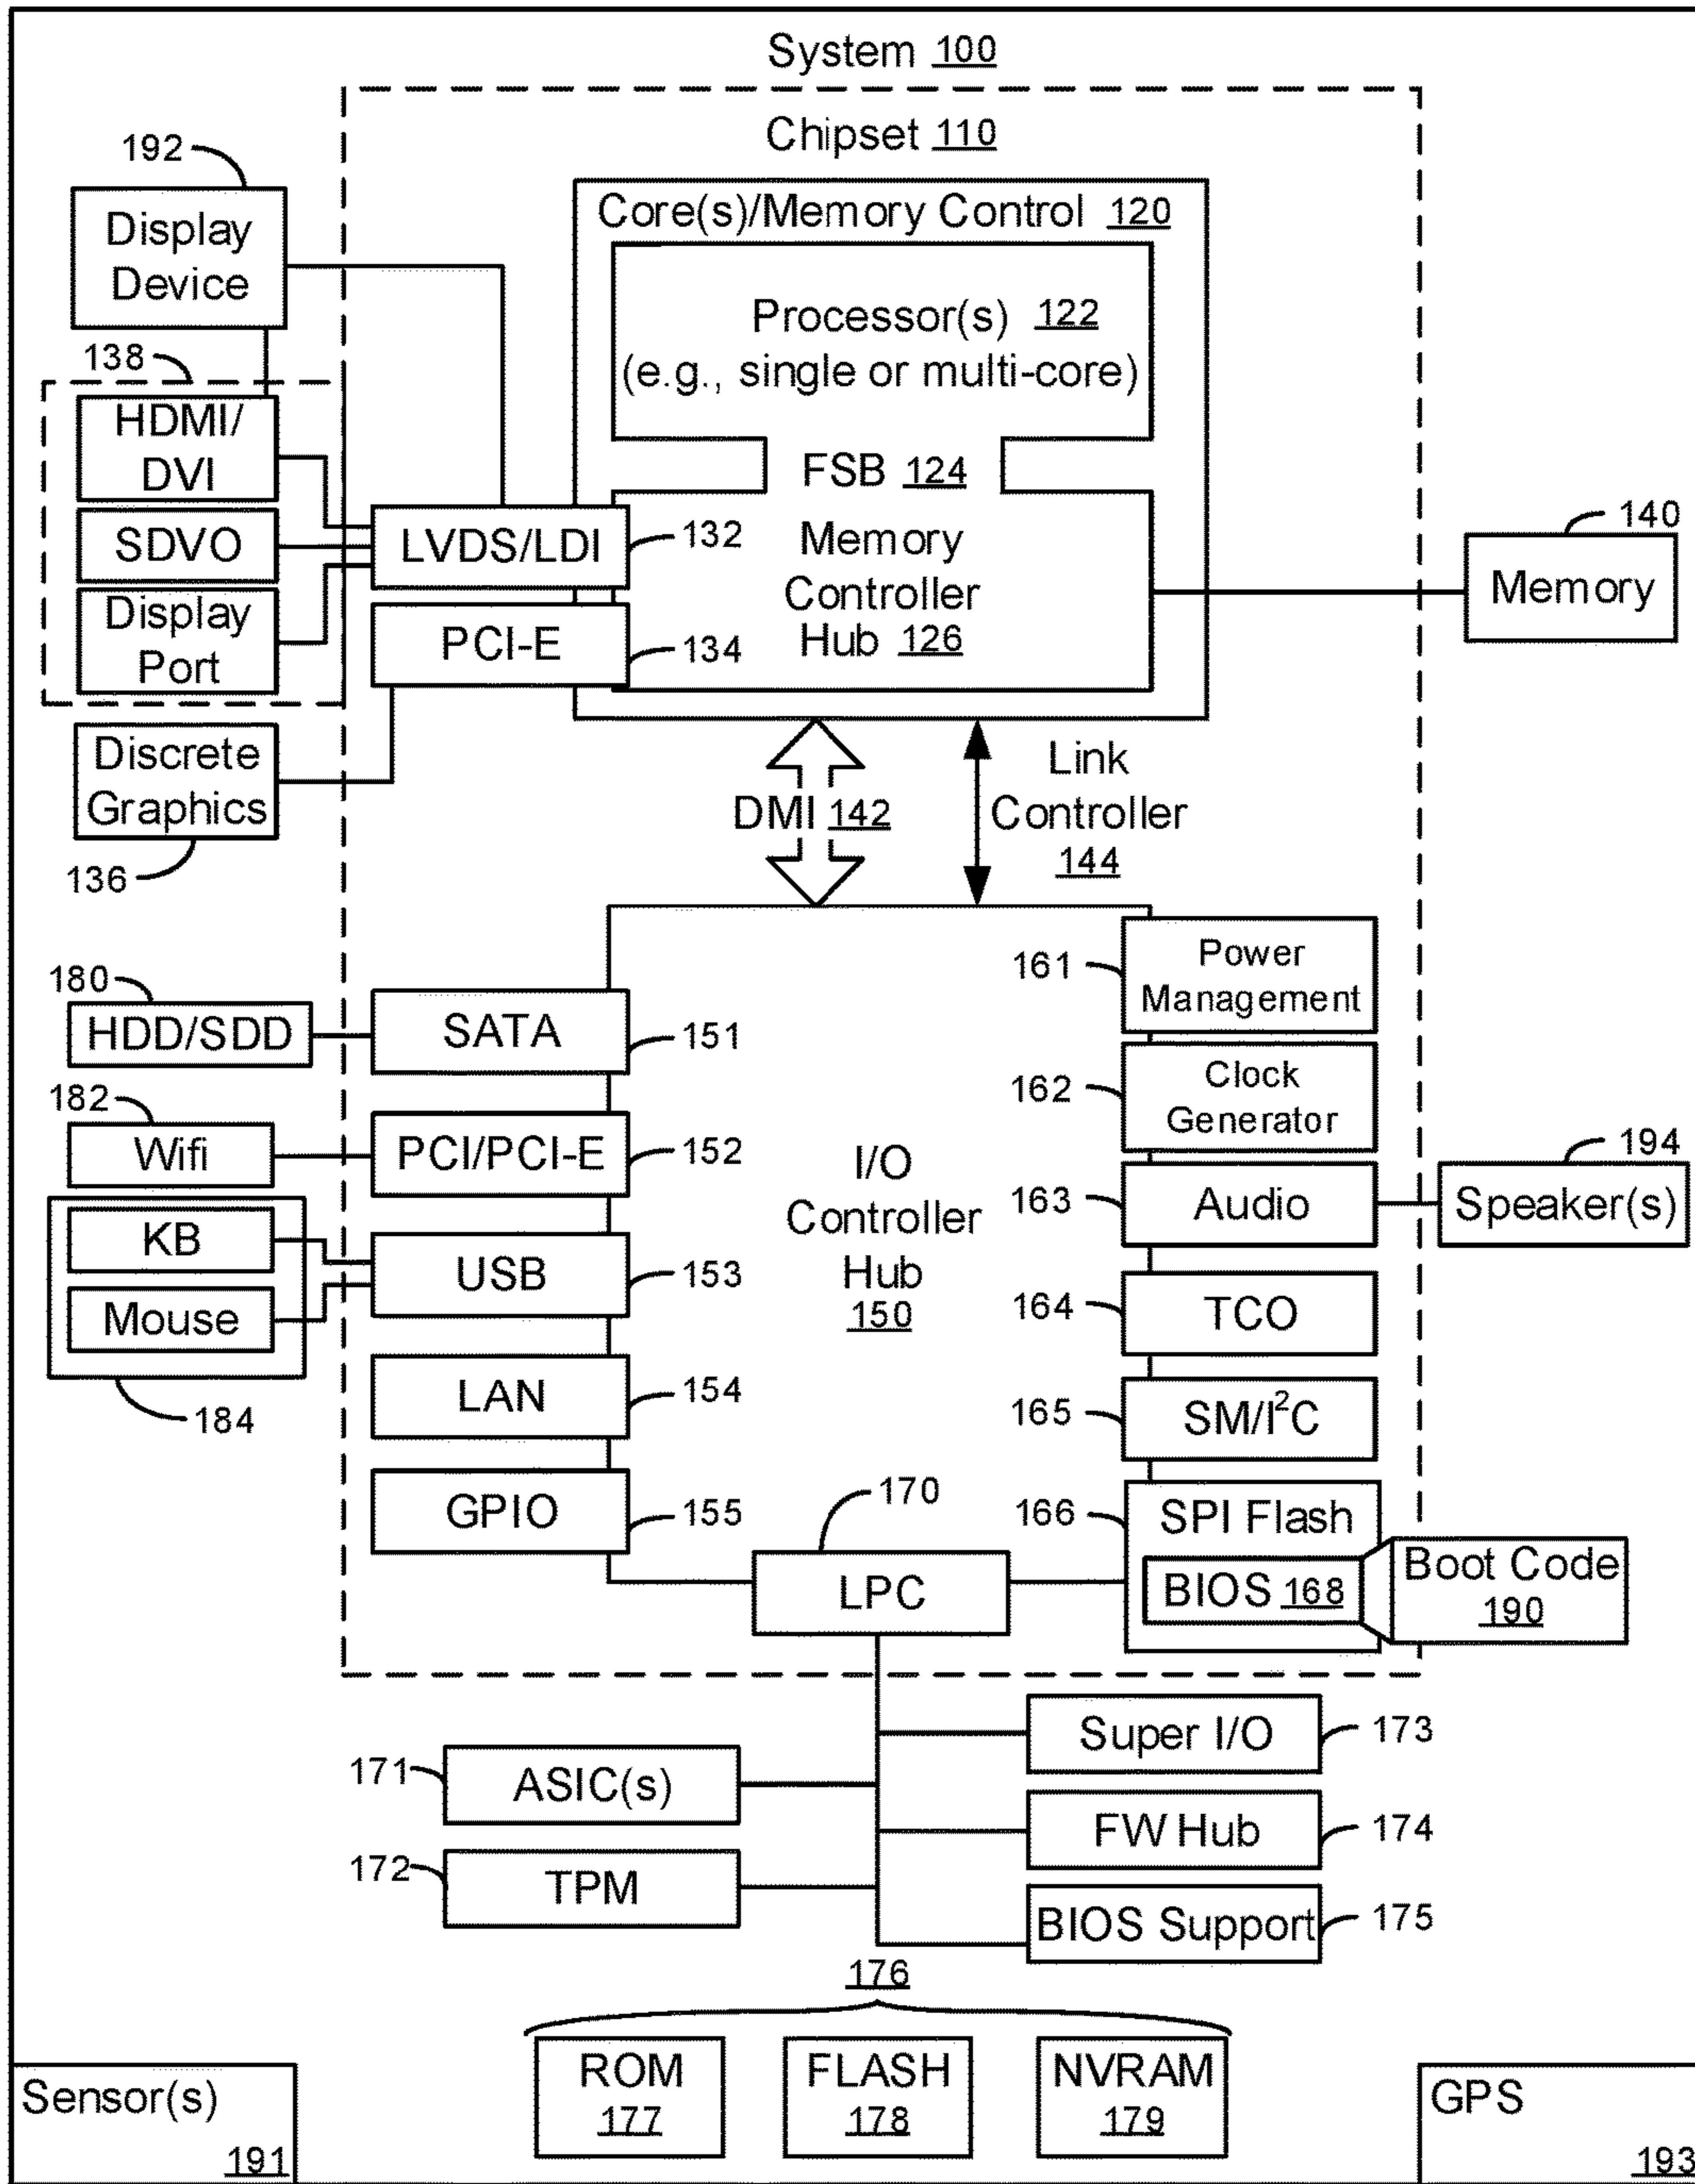 System 100
Chipset 110
192
Display
Device
Core(s)/Memory Control 120
Processor(s) 122
(e.g., single or multi-core)
138
HDMI/
DVI
SDVO
Display
Port
FSB 124
LVDS/LDI
132
PCI-E
134
Memory
Controller
Hub 126
140
Memory
Discrete
Graphics
136
DMI 142
Link
Controller
144
180
HDD/SDD
SATA
151
182
Wifi
PCI/PCI-E
152
KB
Mouse
184
USB
153
LAN
154
GPIO
155
I/O
Controller
Hub
150
161
Power
Management
162
Clock
Generator
163
Audio
194
Speaker(s)
164
TCO
165
SM/I²C
166
SPI Flash
BIOS 168
Boot Code
190
170
LPC
Super I/O
173
171
ASIC(s)
FW Hub
174
172
TPM
BIOS Support
175
176
ROM
177
FLASH
178
NVRAM
179
Sensor(s)
191
GPS
193